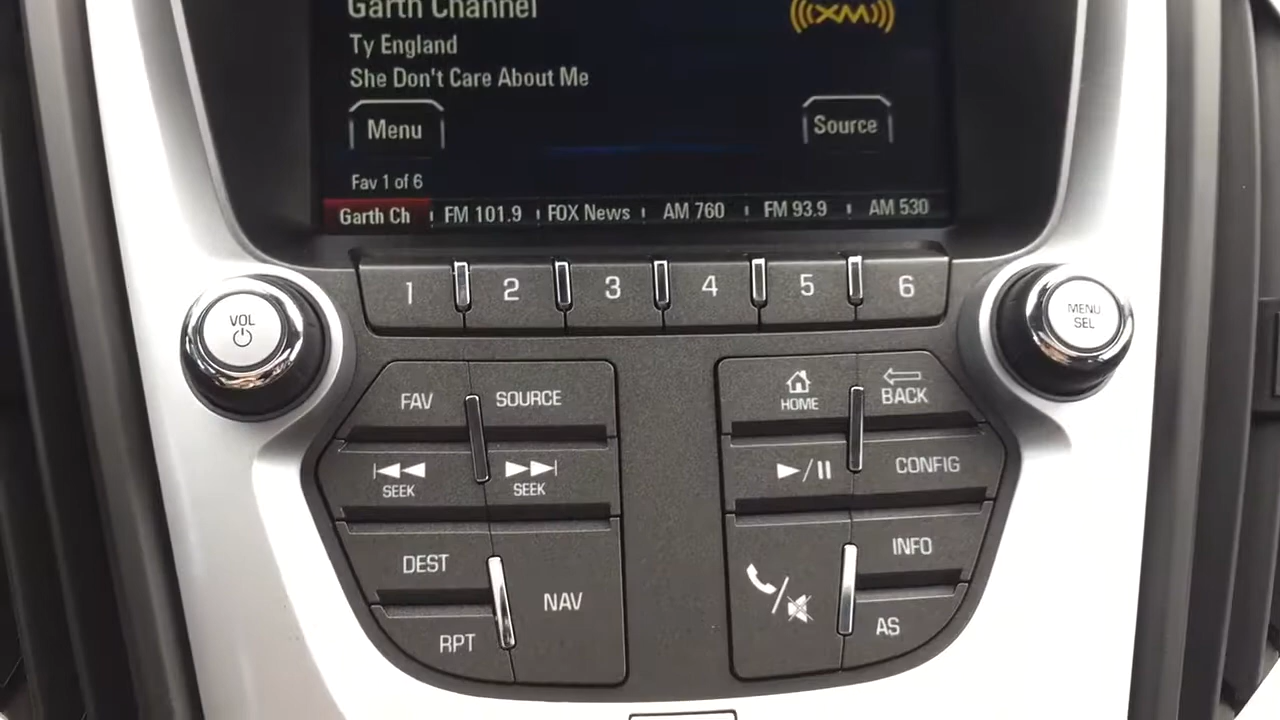 Garth Channel
((XM))
Ty England
She Don't Care About Me
Menu
Source
Fav 1 of 6
Garth Ch FM 101.9 FOX News AM 760 FM 93.9 AM 530
1 2 3 4 5 6
VOL
MENU
SEL
FAV SOURCE
HOME BACK
SEEK SEEK
CONFIG
DEST
NAV
RPT
INFO
AS